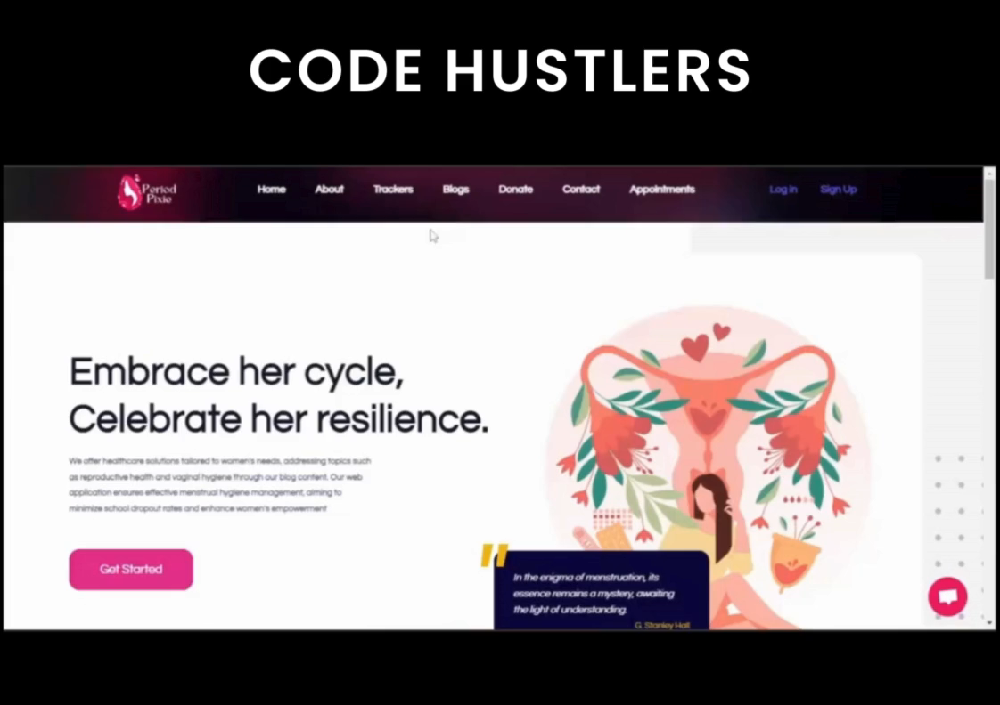 CODE HUSTLERS
Period
Pixie
Home About Trackers Blogs Donate Contact Appointments Log in Sign Up
Embrace her cycle,
Celebrate her resilience.
We offer healthcare solutions tailored to women's needs, addressing topics such
as reproductive health and vaginal hygiene through our blog content. Our web
application ensures effective menstrual hygiene management, aiming to
minimize school dropout rates and enhance women's empowerment
Get Started
"
In the enigma of menstruation, its
essence remains a mystery, awaiting
the light of understanding.
G. Stanley Hall